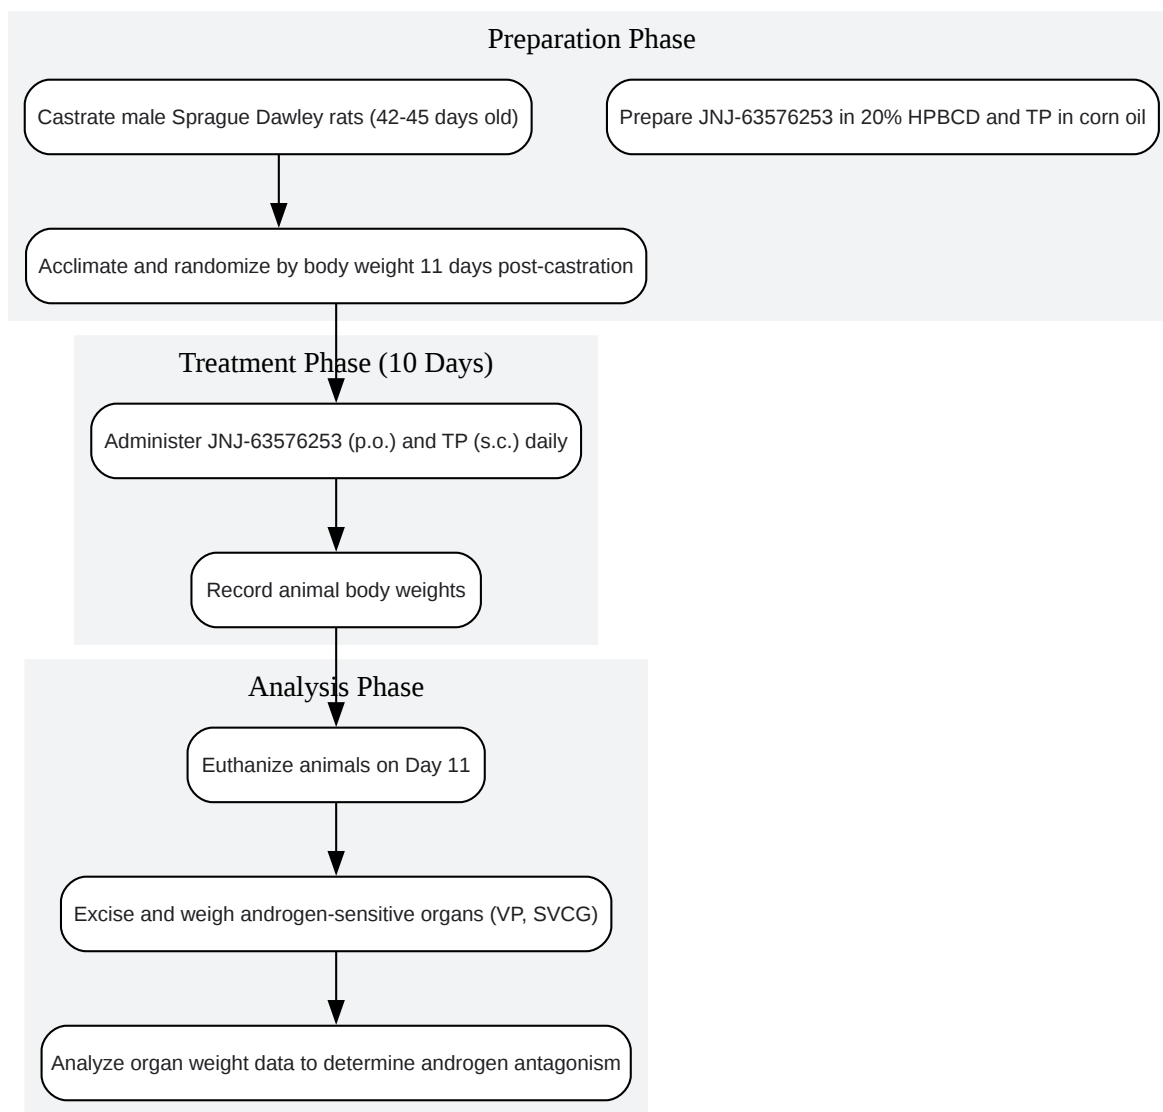 Preparation Phase
Castrate male Sprague Dawley rats (42-45 days old)
Prepare JNJ-63576253 in 20% HPBCD and TP in corn oil
Acclimate and randomize by body weight 11 days post-castration
Treatment Phase (10 Days)
Administer JNJ-63576253 (p.o.) and TP (s.c.) daily
Record animal body weights
Analysis Phase
Euthanize animals on Day 11
Excise and weigh androgen-sensitive organs (VP, SVCG)
Analyze organ weight data to determine androgen antagonism